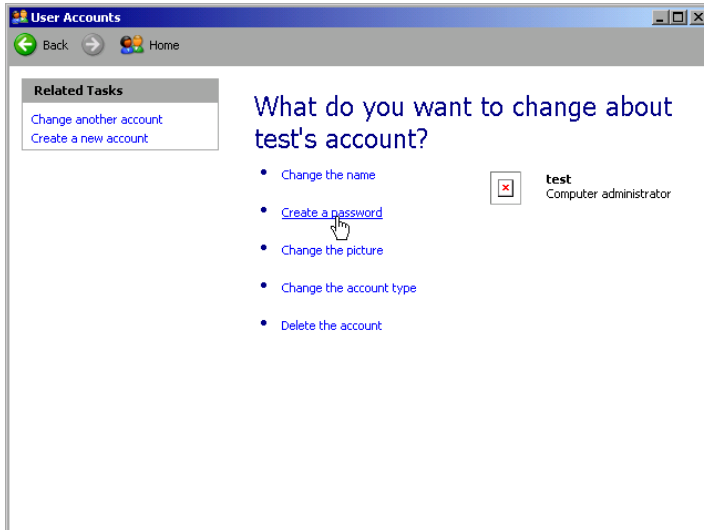 User Accounts
Back Home
Related Tasks
Change another account
Create a new account
What do you want to change about
test's account?
Change the name
Create a password
Change the picture
Change the account type
Delete the account
test
Computer administrator